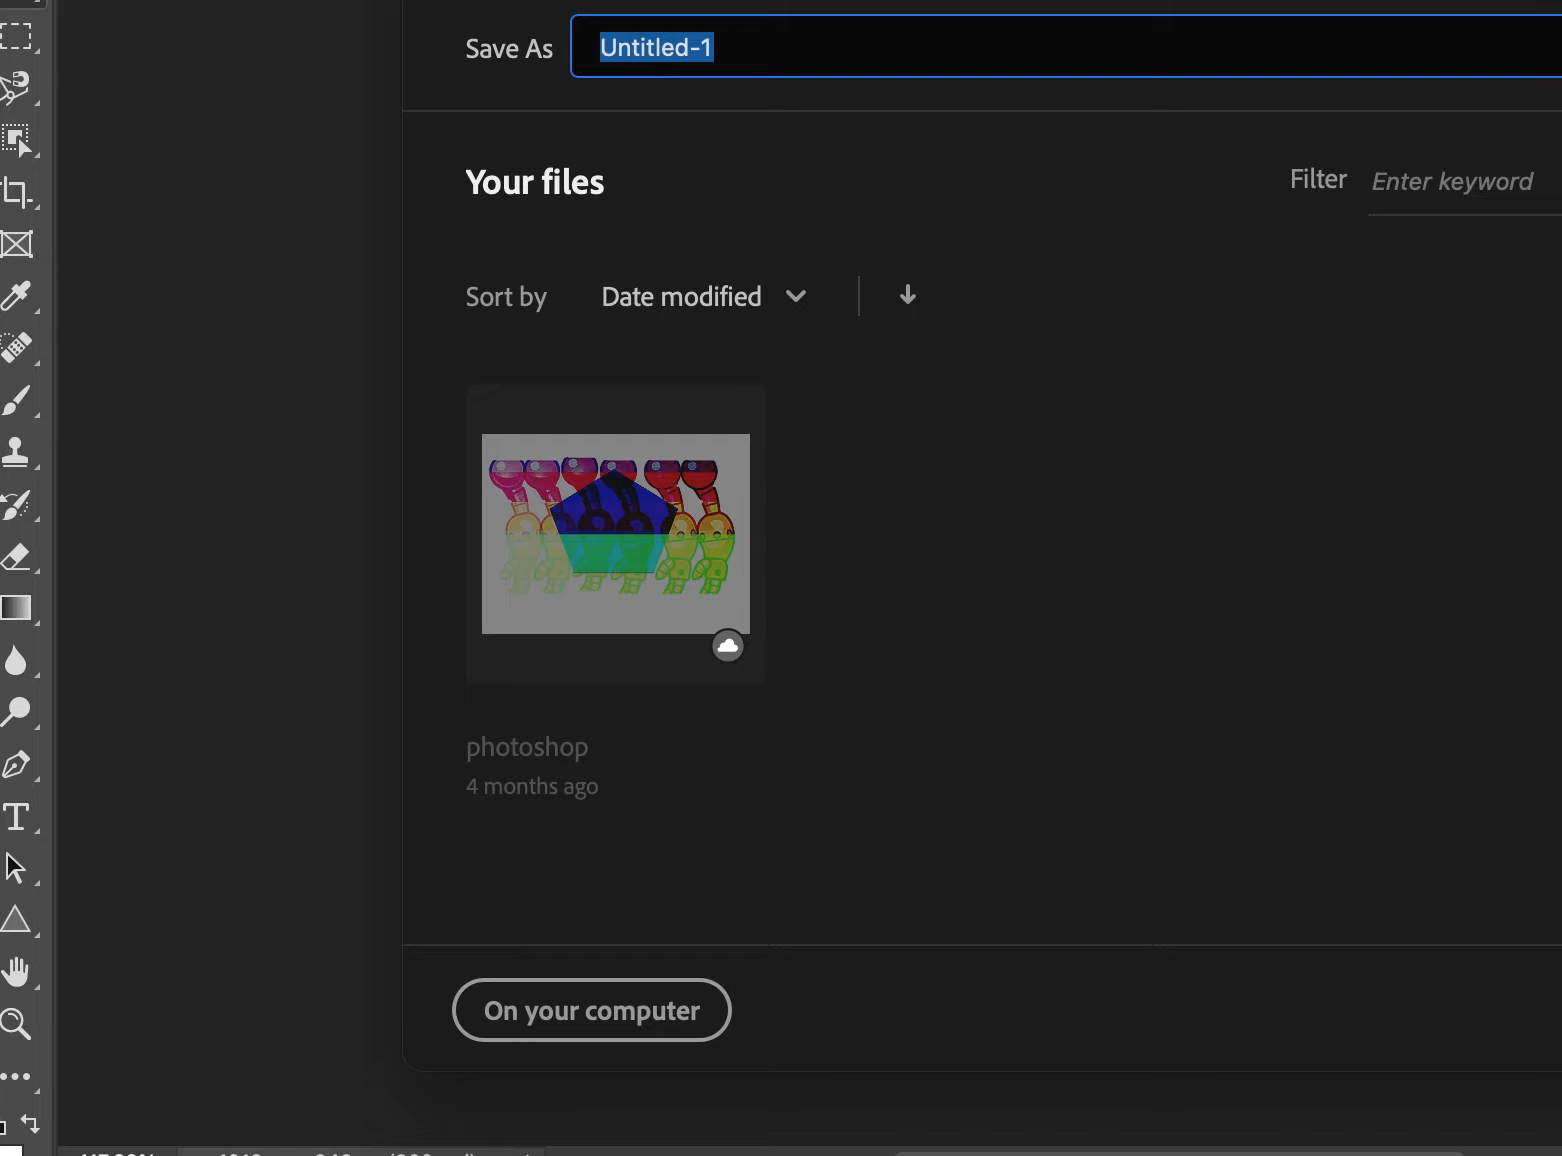 Save As Untitled-1
Your files
Filter Enter keyword
Sort by Date modified
photoshop
4 months ago
On your computer